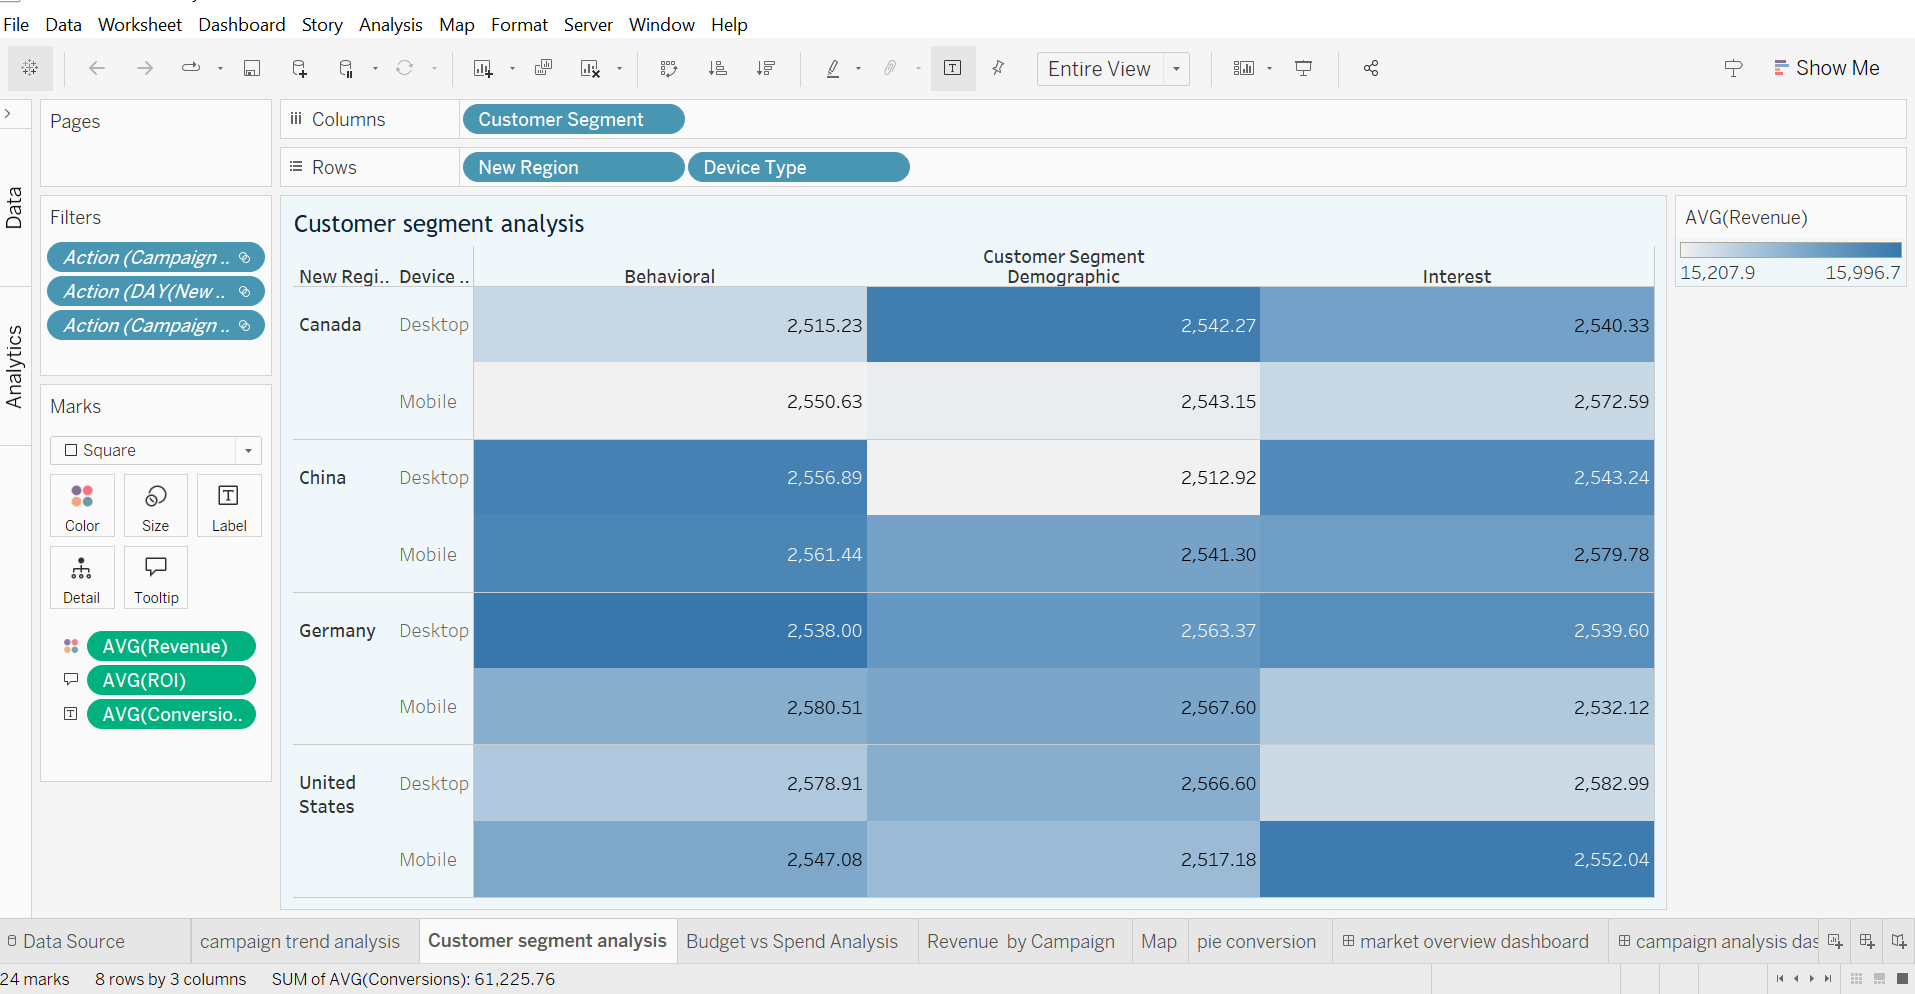 File Data Worksheet Dashboard Story Analysis Map Format Server Window Help
Entire View
Show Me
Pages
Columns Customer Segment
Rows New Region Device Type
Data
Analytics
Filters
Action (Campaign ..
Action (DAY(New ..
Action (Campaign ..
Marks
Square
Color Size Label
Detail Tooltip
AVG(Revenue)
AVG(ROI)
AVG(Conversio..
Customer segment analysis
Customer Segment
New Regi.. Device .. Behavioral Demographic Interest
Canada Desktop 2,515.23 2,542.27 2,540.33
Mobile 2,550.63 2,543.15 2,572.59
China Desktop 2,556.89 2,512.92 2,543.24
Mobile 2,561.44 2,541.30 2,579.78
Germany Desktop 2,538.00 2,563.37 2,539.60
Mobile 2,580.51 2,567.60 2,532.12
United States Desktop 2,578.91 2,566.60 2,582.99
Mobile 2,547.08 2,517.18 2,552.04
AVG(Revenue)
15,207.9 15,996.7
Data Source campaign trend analysis Customer segment analysis Budget vs Spend Analysis Revenue by Campaign Map pie conversion market overview dashboard campaign analysis das
24 marks 8 rows by 3 columns SUM of AVG(Conversions): 61,225.76